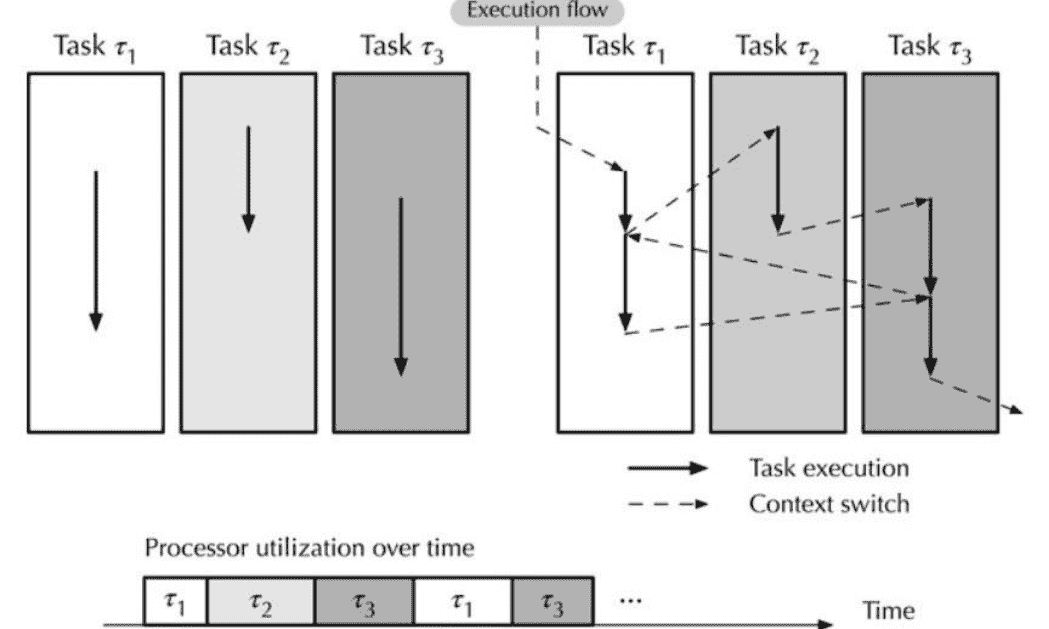 Execution flow
Task τ1
Task τ2
Task τ3
Task τ1
Task τ2
Task τ3
Task execution
Context switch
Processor utilization over time
τ1
τ2
τ3
τ1
τ3
...
Time